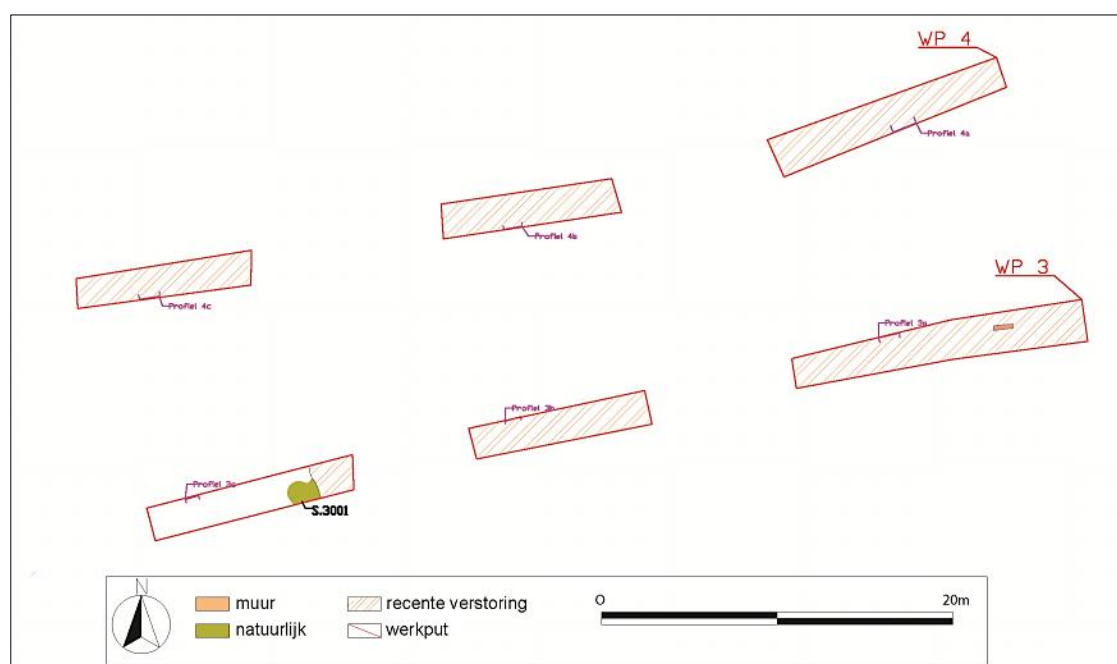 WP 4
Profiel 4a
Profiel 4b
WP 3
Profiel 4c
Profiel 3a
Profiel 3b
Profiel 3c
S.3001
N
muur
recente verstoring
O
20m
natuurlijk
werkput